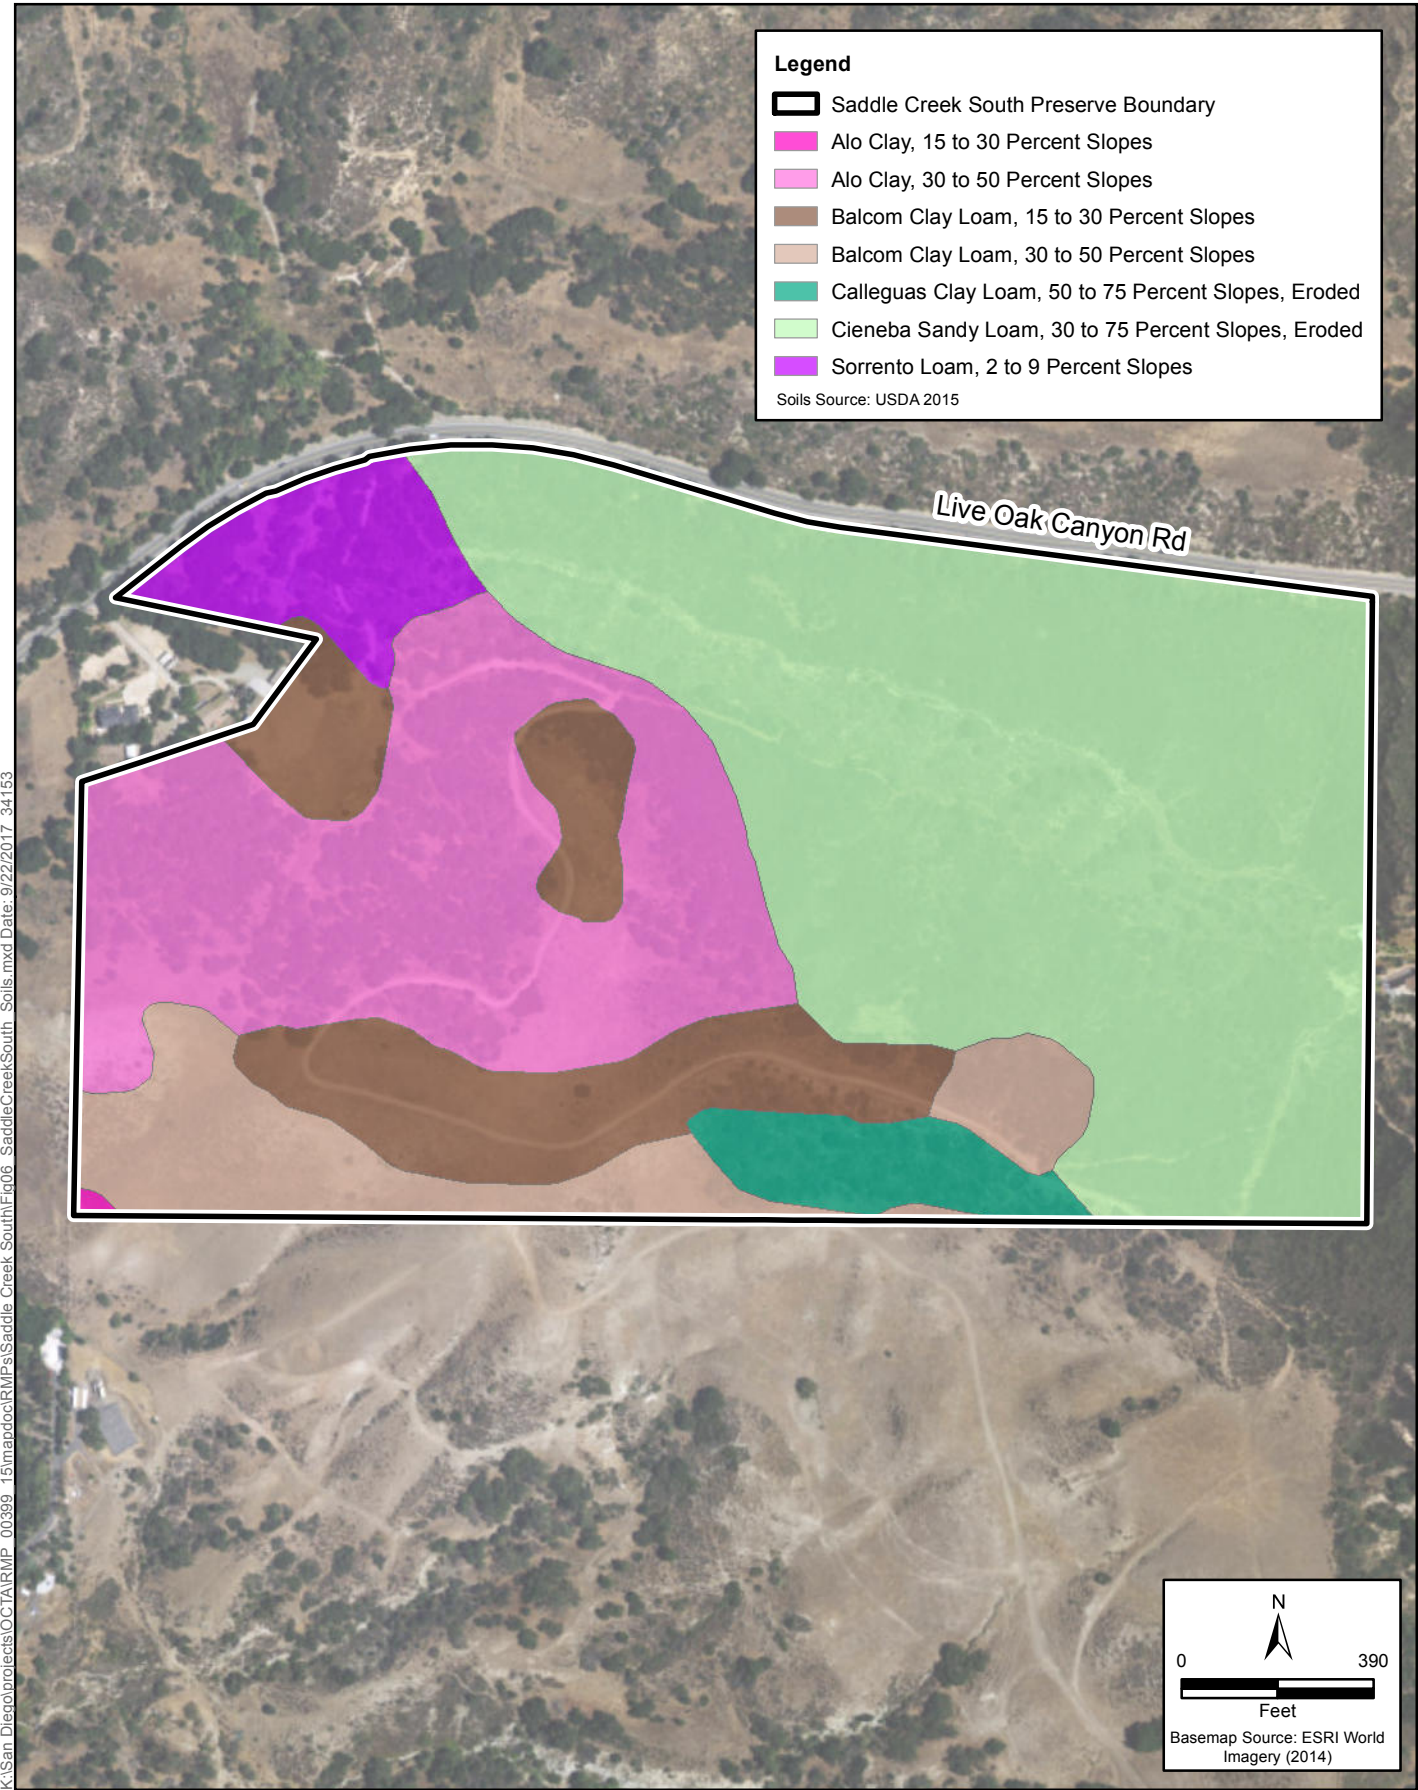 Legend
Saddle Creek South Preserve Boundary
Alo Clay, 15 to 30 Percent Slopes
Alo Clay, 30 to 50 Percent Slopes
Balcom Clay Loam, 15 to 30 Percent Slopes
Balcom Clay Loam, 30 to 50 Percent Slopes
Calleguas Clay Loam, 50 to 75 Percent Slopes, Eroded
Cieneba Sandy Loam, 30 to 75 Percent Slopes, Eroded
Sorrento Loam, 2 to 9 Percent Slopes
Soils Source: USDA 2015
Live Oak Canyon Rd
K:\San Diego\projects\OCTA\RMP_00399_15\mapdoc\RMPs\Saddle Creek South\Fig06_SaddleCreekSouth_Soils.mxd Date: 9/22/2017 34153
N
0 390
Feet
Basemap Source: ESRI World
Imagery (2014)